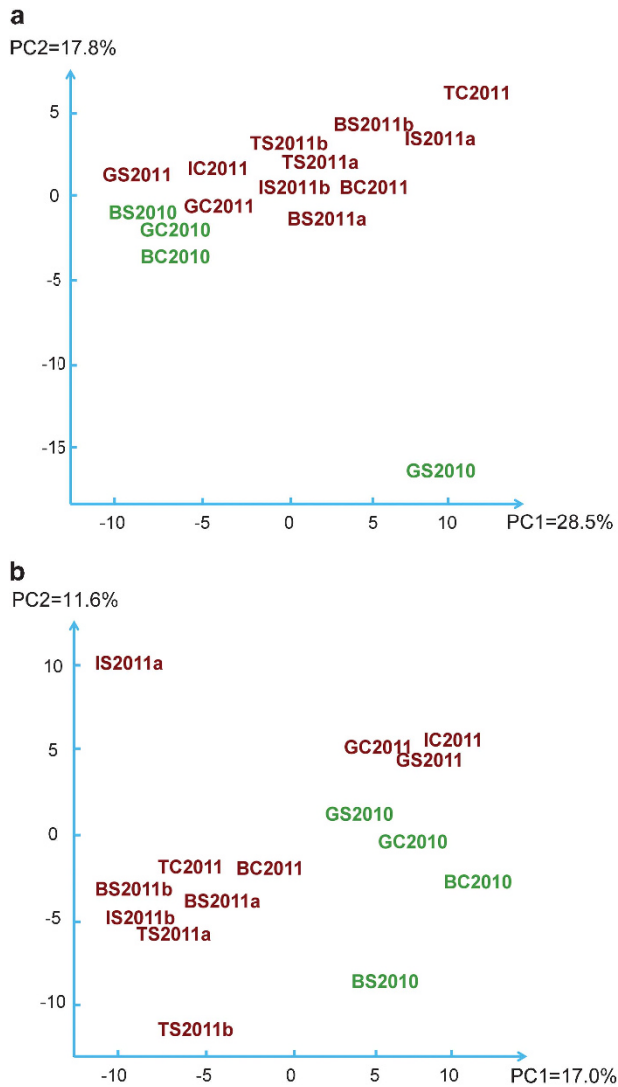 a
PC2=17.8%
TC2011
5
BS2011b
TS2011b
IS2011a
TS2011a
GS2011
IC2011
IS2011b
BC2011
0
BS2010
GC2011
BS2011a
GC2010
BC2010
-5
-10
-15
GS2010
-10
-5
0
5
10
PC1=28.5%
b
PC2=11.6%
10
IS2011a
5
GC2011
IC2011
GS2011
0
GS2010
GC2010
TC2011
BC2011
BC2010
BS2011b
BS2011a
IS2011b
-5
TS2011a
BS2010
-10
TS2011b
-10
-5
0
5
10
PC1=17.0%